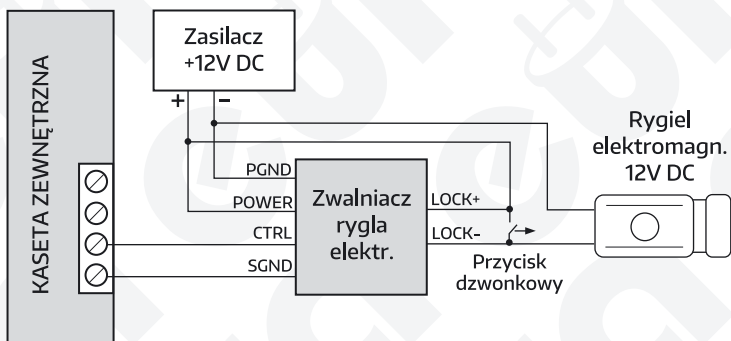 Zasilacz
+12V DC
+ –
KASETA ZEWNĘTRZNA
Rygiel
elektromagn.
12V DC
PGND
POWER
CTRL
SGND
Zwalniacz
rygla
elektr.
LOCK+
LOCK-
Przycisk
dzwonkowy